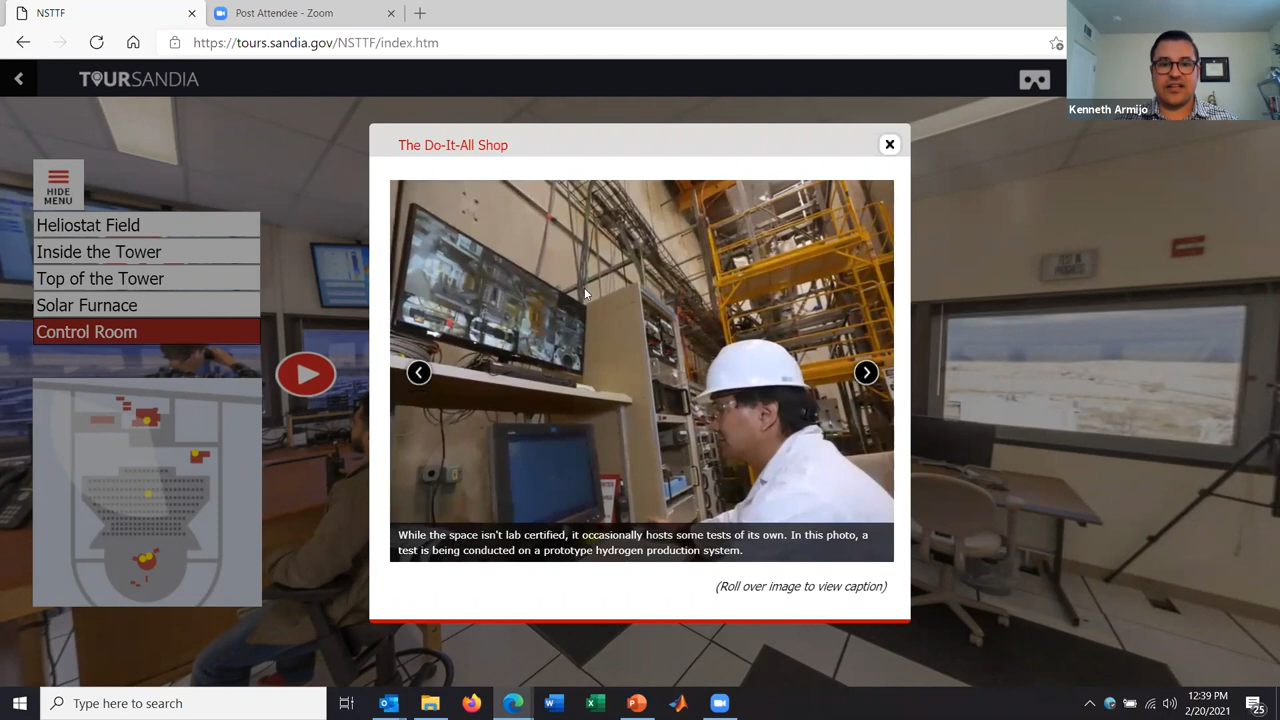 NSTTF
Post Attendee - Zoom
https://tours.sandia.gov/NSTTF/index.htm
TOURSANDIA
Kenneth Armijo
The Do-It-All Shop
HIDE
MENU
Heliostat Field
Inside the Tower
Top of the Tower
Solar Furnace
Control Room
TEST IN
PROGRESS
While the space isn't lab certified, it occasionally hosts some tests of its own. In this photo, a
test is being conducted on a prototype hydrogen production system.
(Roll over image to view caption)
Type here to search
12:39 PM
2/20/2021
25